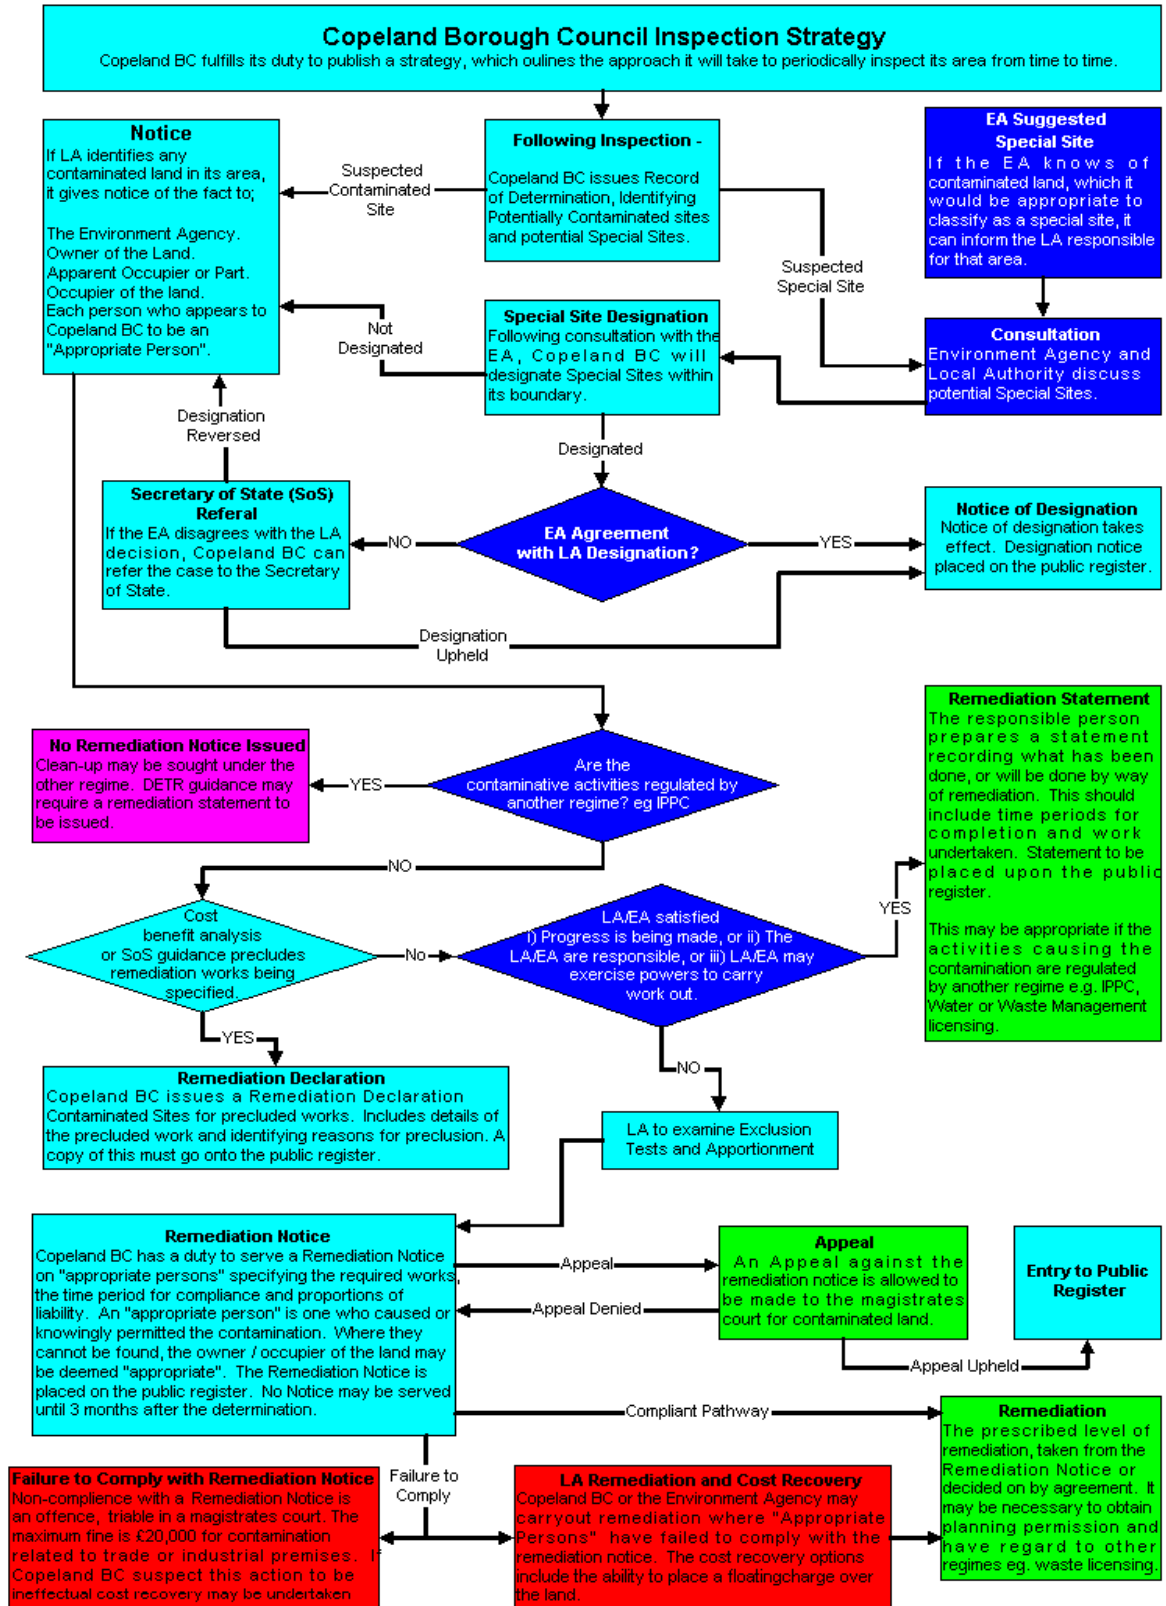 Copeland Borough Council Inspection Strategy
Copeland BC fulfills its duty to publish a strategy, which oulines the approach it will take to periodically inspect its area from time to time.
Notice
If LA identifies any
contaminated land in its area,
it gives notice of the fact to;
The Environment Agency.
Owner of the Land.
Apparent Occupier or Part.
Occupier of the land.
Each person who appears to
Copeland BC to be an
"Appropriate Person".
Suspected
Contaminated
Site
Following Inspection -
Copeland BC issues Record
of Determination, Identifying
Potentially Contaminated sites
and potential Special Sites.
Suspected
Special Site
EA Suggested
Special Site
If the EA knows of
contaminated land, which it
would be appropriate to
classify as a special site, it
can inform the LA responsible
for that area.
Not
Designated
Special Site Designation
Following consultation with the
EA, Copeland BC will
designate Special Sites within
its boundary.
Consultation
Environment Agency and
Local Authority discuss
potential Special Sites.
Designation
Reversed
Designated
Secretary of State (SoS)
Referal
If the EA disagrees with the LA
decision, Copeland BC can
refer the case to the Secretary
of State.
NO
EA Agreement
with LA Designation?
YES
Notice of Designation
Notice of designation takes
effect. Designation notice
placed on the public register.
Designation
Upheld
No Remediation Notice Issued
Clean-up may be sought under the
other regime. DETR guidance may
require a remediation statement to
be issued.
YES
Are the
contaminative activities regulated by
another regime? eg IPPC
NO
Remediation Statement
The responsible person
prepares a statement
recording what has been
done, or will be done by way
of remediation. This should
include time periods for
completion and work
undertaken. Statement to be
placed upon the public
register.
This may be appropriate if the
activities causing the
contamination are regulated
by another regime e.g. IPPC,
Water or Waste Management
licensing.
Cost
benefit analysis
or SoS guidance precludes
remediation works being
specified.
No
LA/EA satisfied
i) Progress is being made, or ii) The
LA/EA are responsible, or iii) LA/EA may
exercise powers to carry
work out.
YES
YES
NO
Remediation Declaration
Copeland BC issues a Remediation Declaration
Contaminated Sites for precluded works. Includes details of
the precluded work and identifying reasons for preclusion. A
copy of this must go onto the public register.
LA to examine Exclusion
Tests and Apportionment
Remediation Notice
Copeland BC has a duty to serve a Remediation Notice
on "appropriate persons" specifying the required works,
the time period for compliance and proportions of
liability. An "appropriate person" is one who caused or
knowingly permitted the contamination. Where they
cannot be found, the owner / occupier of the land may
be deemed "appropriate". The Remediation Notice is
placed on the public register. No Notice may be served
until 3 months after the determination.
Appeal
Appeal Denied
Appeal
An Appeal against the
remediation notice is allowed to
be made to the magistrates
court for contaminated land.
Entry to Public
Register
Appeal Upheld
Compliant Pathway
Remediation
The prescribed level of
remediation, taken from the
Remediation Notice or
decided on by agreement. It
may be necessary to obtain
planning permission and
have regard to other
regimes eg. waste licensing.
Failure to
Comply
Failure to Comply with Remediation Notice
Non-complience with a Remediation Notice is
an offence, triable in a magistrates court. The
maximum fine is £20,000 for contamination
related to trade or industrial premises. If
Copeland BC suspect this action to be
ineffectual cost recovery may be undertaken
LA Remediation and Cost Recovery
Copeland BC or the Environment Agency may
carryout remediation where "Appropriate
Persons" have failed to comply with the
remediation notice. The cost recovery options
include the ability to place a floatingcharge over
the land.